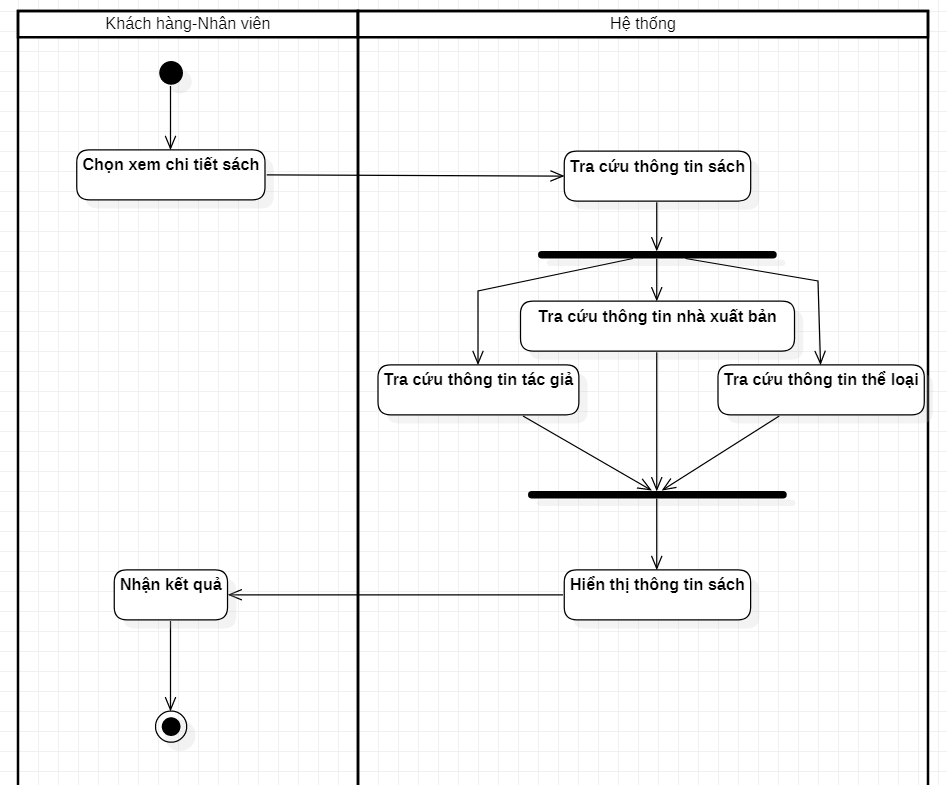 Khách hàng-Nhân viên
Hệ thống
Chọn xem chi tiết sách
Tra cứu thông tin sách
Tra cứu thông tin nhà xuất bản
Tra cứu thông tin tác giả
Tra cứu thông tin thể loại
Nhận kết quả
Hiển thị thông tin sách